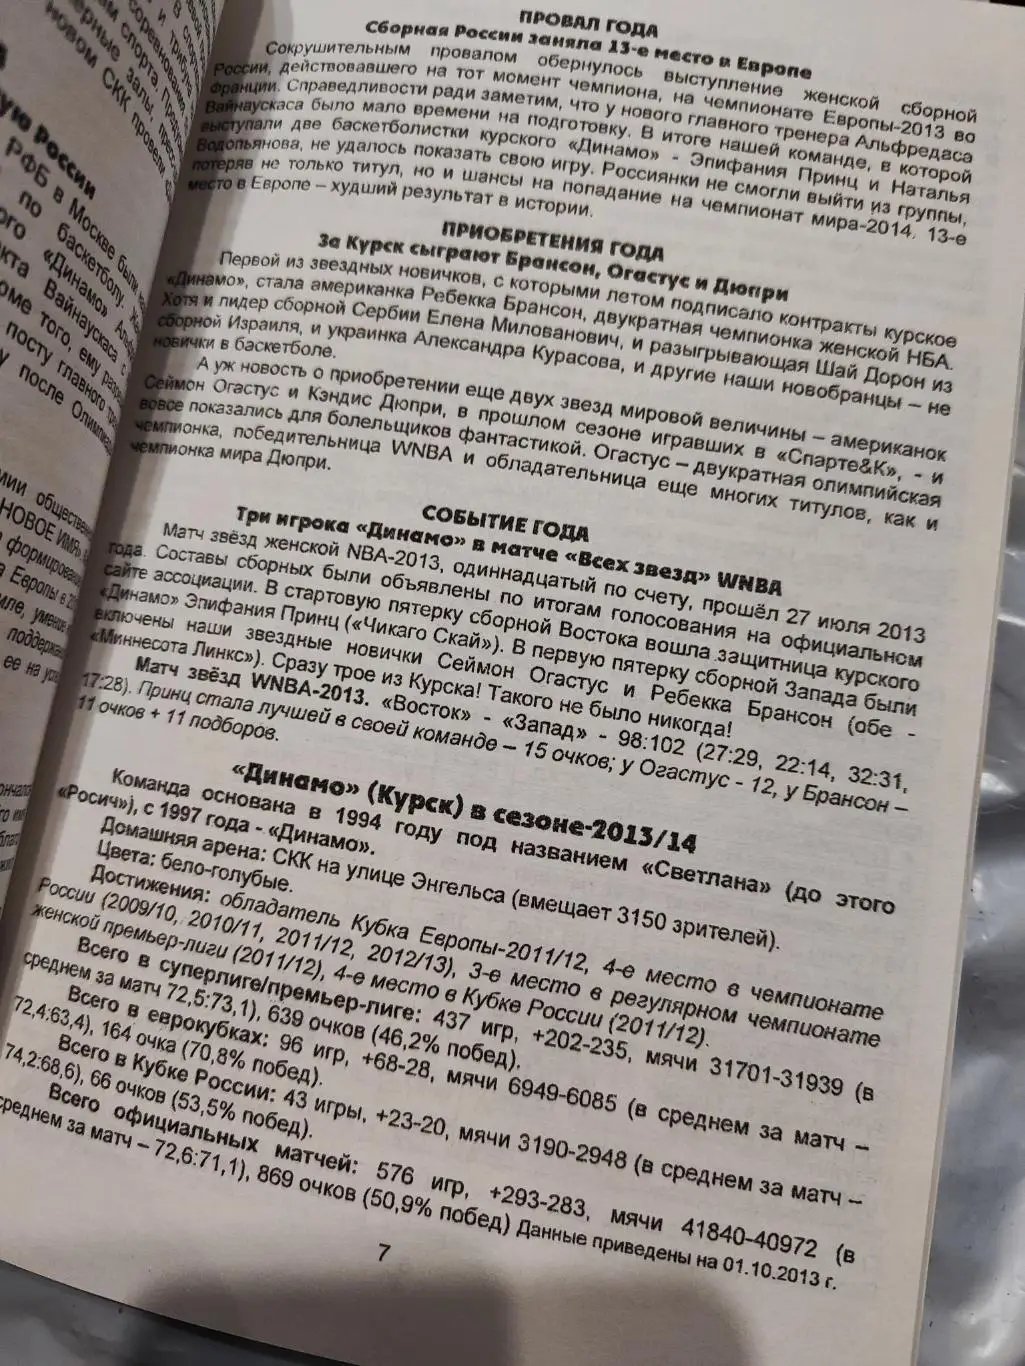 ПРОВАЛ ГОДА
Сборная России заняла 13-е место в Европе
Сокрушительным провалом обернулось выступление женской сборной
России, действовавшего на тот момент чемпиона, на чемпионате Европы-2013 во
Франции. Справедливости ради заметим, что у нового главного тренера Альфредаса
Вайнаускаса было мало времени на подготовку. В итоге нашей команде, в которой
выступали две баскетболистки курского «Динамо» - Эпифания Принц и Наталья
Водопьянова, не удалось показать свою игру. Россиянки не смогли выйти из группы,
потеряв не только титул, но и шансы на попадание на чемпионат мира-2014. 13-е
место в Европе – худший результат в истории.
ПРИОБРЕТЕНИЯ ГОДА
За Курск сыграют Брансон, Огастус и Дюпри
Первой из звездных новичков, с которыми летом подписало контракты курское
«Динамо», стала американка Ребекка Брансон, двукратная чемпионка женской НБА.
Хотя и лидер сборной Сербии Елена Милованович, и разыгрывающая Шай Дорон из
сборной Израиля, и украинка Александра Курасова, и другие наши новобранцы – не
новички в баскетболе.
А уж новость о приобретении еще двух звезд мировой величины – американок
Сеймон Огастус и Кэндис Дюпри, в прошлом сезоне игравших в «Спарте&К», - и
вовсе показались для болельщиков фантастикой. Огастус – двукратная олимпийская
чемпионка, победительница WNBA и обладательница еще многих титулов, как и
чемпионка мира Дюпри.
СОБЫТИЕ ГОДА
Три игрока «Динамо» в матче «Всех звезд» WNBA
Матч звёзд женской NBA-2013, одиннадцатый по счету, прошёл 27 июля 2013
года. Составы сборных были объявлены по итогам голосования на официальном
сайте ассоциации. В стартовую пятерку сборной Востока вошла защитница курского
«Динамо» Эпифания Принц («Чикаго Скай»). В первую пятерку сборной Запада были
включены наши звездные новички Сеймон Огастус и Ребекка Брансон (обе -
«Миннесота Линкс»). Сразу трое из Курска! Такого не было никогда!
Матч звёзд WNBA-2013. «Восток» - «Запад» - 98:102 (27:29, 22:14, 32:31,
17:28). Принц стала лучшей в своей команде – 15 очков; у Огастус - 12, у Брансон –
11 очков + 11 подборов.
«Динамо» (Курск) в сезоне-2013/14
Команда основана в 1994 году под названием «Светлана» (до этого
«Росич»), с 1997 года - «Динамо».
Домашняя арена: СКК на улице Энгельса (вмещает 3150 зрителей).
Цвета: бело-голубые.
Достижения: обладатель Кубка Европы-2011/12, 4-е место в чемпионате
России (2009/10, 2010/11, 2011/12, 2012/13), 3-е место в регулярном чемпионате
женской премьер-лиги (2011/12), 4-е место в Кубке России (2011/12).
Всего в суперлиге/премьер-лиге: 437 игр, +202-235, мячи 31701-31939 (в
среднем за матч 72,5:73,1), 639 очков (46,2% побед).
Всего в еврокубках: 96 игр, +68-28, мячи 6949-6085 (в среднем за матч –
72,4:63,4), 164 очка (70,8% побед).
Всего в Кубке России: 43 игры, +23-20, мячи 3190-2948 (в среднем за матч –
74,2:68,6), 66 очков (53,5% побед).
Всего официальных матчей: 576 игр, +293-283, мячи 41840-40972 (в
среднем за матч – 72,6:71,1), 869 очков (50,9% побед) Данные приведены на 01.10.2013 г.
7